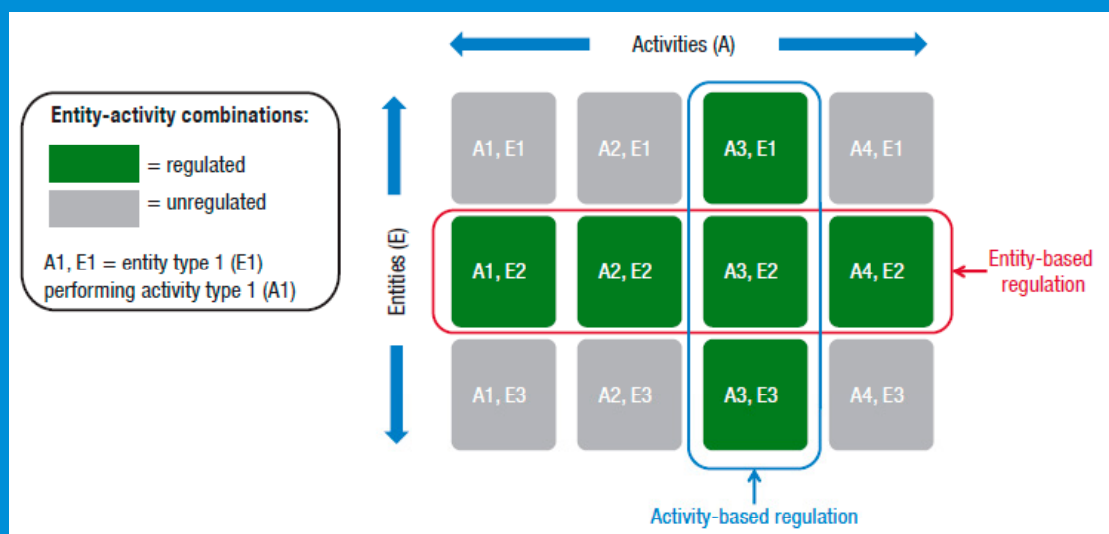 Activities (A)
Entity-activity combinations:
= regulated
= unregulated
A1, E1 = entity type 1 (E1)
performing activity type 1 (A1)
Entities (E)
A1, E1
A2, E1
A3, E1
A4, E1
A1, E2
A2, E2
A3, E2
A4, E2
Entity-based
regulation
A1, E3
A2, E3
A3, E3
A4, E3
Activity-based regulation